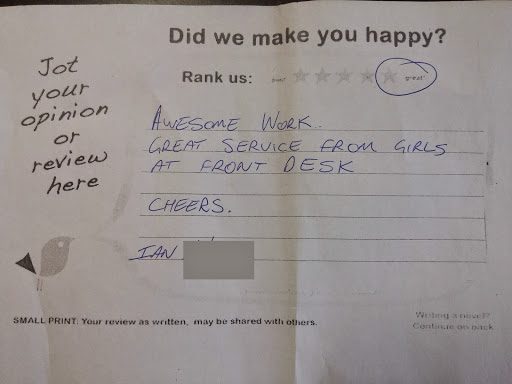 Did we make you happy?
Jot
your
opinion
or
review
here
Rank us:
great
AWESOME WORK..
GREAT SERVICE FROM GIRLS
AT FRONT DESK
CHEERS.
IAN
SMALL PRINT: Your review as written, may be shared with others.
Writing a novel?
Continue on back